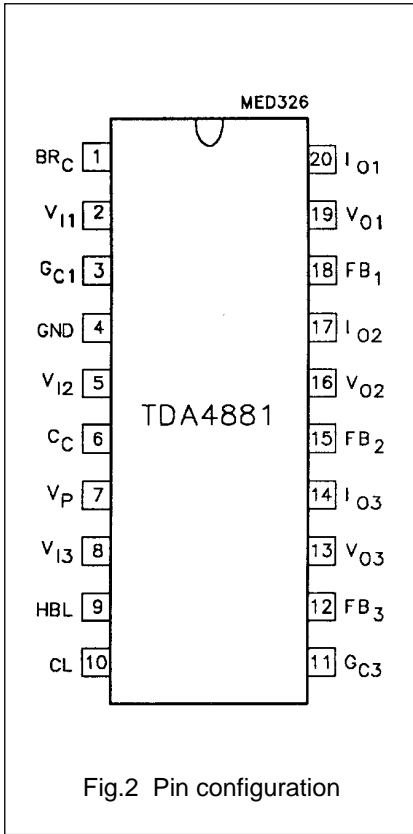 MED326
BRC 1
VI1 2
GC1 3
GND 4
VI2 5
CC 6
VP 7
VI3 8
HBL 9
CL 10
TDA4881
20 IO1
19 VO1
18 FB1
17 IO2
16 VO2
15 FB2
14 IO3
13 VO3
12 FB3
11 GC3
Fig.2 Pin configuration